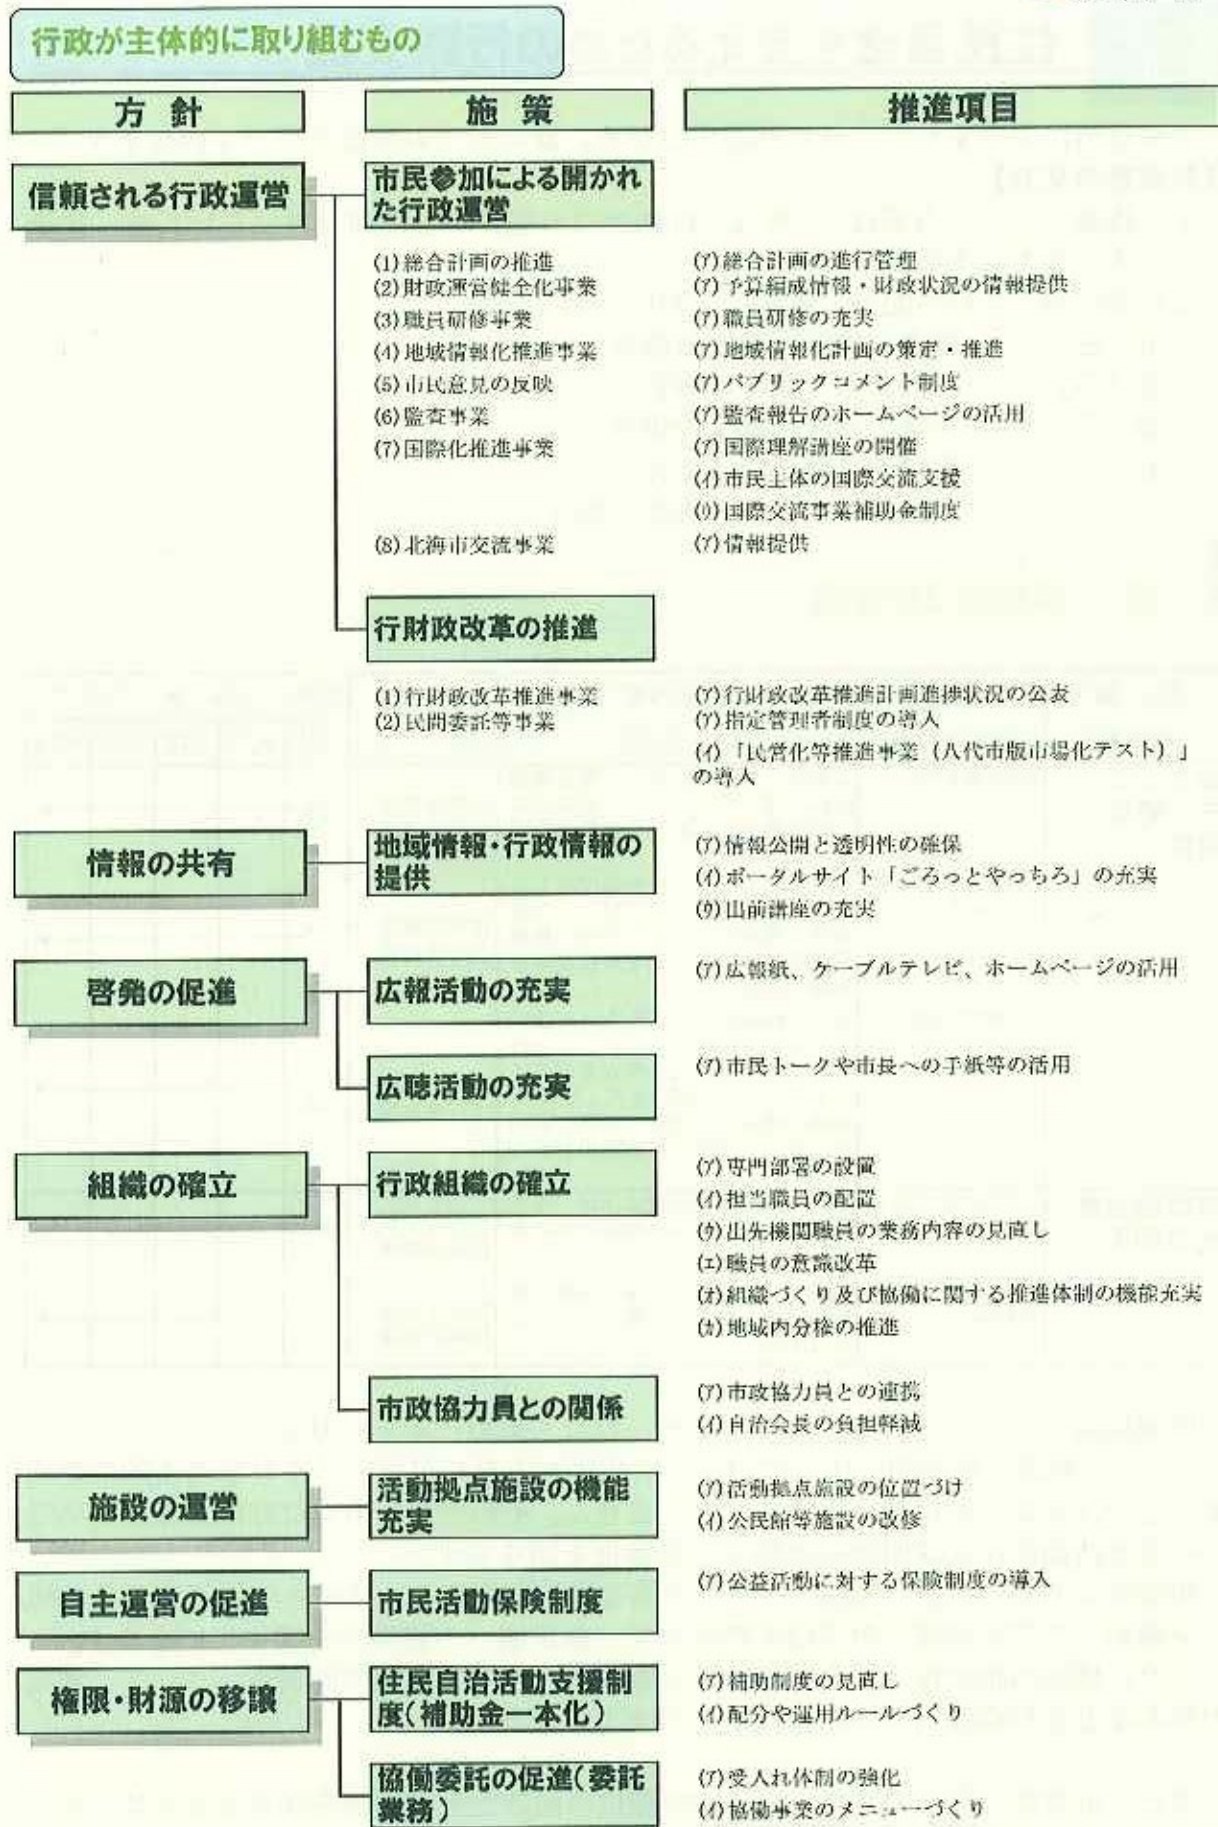 行政が主体的に取り組むもの
方 針
施 策
推進項目
信頼される行政運営
市民参加による開かれ
た行政運営
(1)総合計画の推進
(ｱ)総合計画の進行管理
(2)財政運営健全化事業
(ｱ)予算編成情報・財政状況の情報提供
(3)職員研修事業
(ｱ)職員研修の充実
(4)地域情報化推進事業
(ｱ)地域情報化計画の策定・推進
(5)市民意見の反映
(ｱ)パブリックコメント制度
(6)監査事業
(ｱ)監査報告のホームページの活用
(7)国際化推進事業
(ｱ)国際理解講座の開催
(ｲ)市民主体の国際交流支援
(ｳ)国際交流事業補助金制度
(8)北海市交流事業
(ｱ)情報提供
行財政改革の推進
(1)行財政改革推進事業
(ｱ)行財政改革推進計画進捗状況の公表
(2)民間委託等事業
(ｱ)指定管理者制度の導入
(ｲ)「民営化等推進事業（八代市版市場化テスト）」
の導入
情報の共有
地域情報・行政情報の
提供
(ｱ)情報公開と透明性の確保
(ｲ)ポータルサイト「ごろっとやっちろ」の充実
(ｳ)出前講座の充実
啓発の促進
広報活動の充実
(ｱ)広報紙、ケーブルテレビ、ホームページの活用
広聴活動の充実
(ｱ)市民トークや市長への手紙等の活用
組織の確立
行政組織の確立
(ｱ)専門部署の設置
(ｲ)担当職員の配置
(ｳ)出先機関職員の業務内容の見直し
(ｴ)職員の意識改革
(ｵ)組織づくり及び協働に関する推進体制の機能充実
(ｶ)地域内分権の推進
市政協力員との関係
(ｱ)市政協力員との連携
(ｲ)自治会長の負担軽減
施設の運営
活動拠点施設の機能
充実
(ｱ)活動拠点施設の位置づけ
(ｲ)公民館等施設の改修
自主運営の促進
市民活動保険制度
(ｱ)公益活動に対する保険制度の導入
権限・財源の移譲
住民自治活動支援制
度(補助金一本化)
(ｱ)補助制度の見直し
(ｲ)配分や運用ルールづくり
協働委託の促進(委託
業務)
(ｱ)受入れ体制の強化
(ｲ)協働事業のメニューづくり